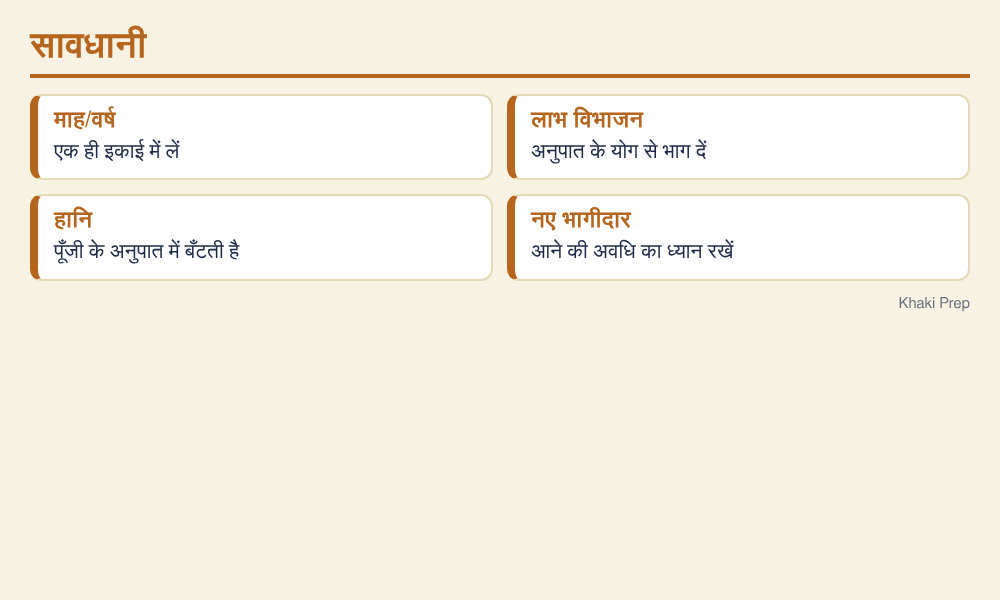 सावधानी
माह/वर्ष
एक ही इकाई में लें
लाभ विभाजन
अनुपात के योग से भाग दें
हानि
पूँजी के अनुपात में बँटती है
नए भागीदार
आने की अवधि का ध्यान रखें
Khaki Prep